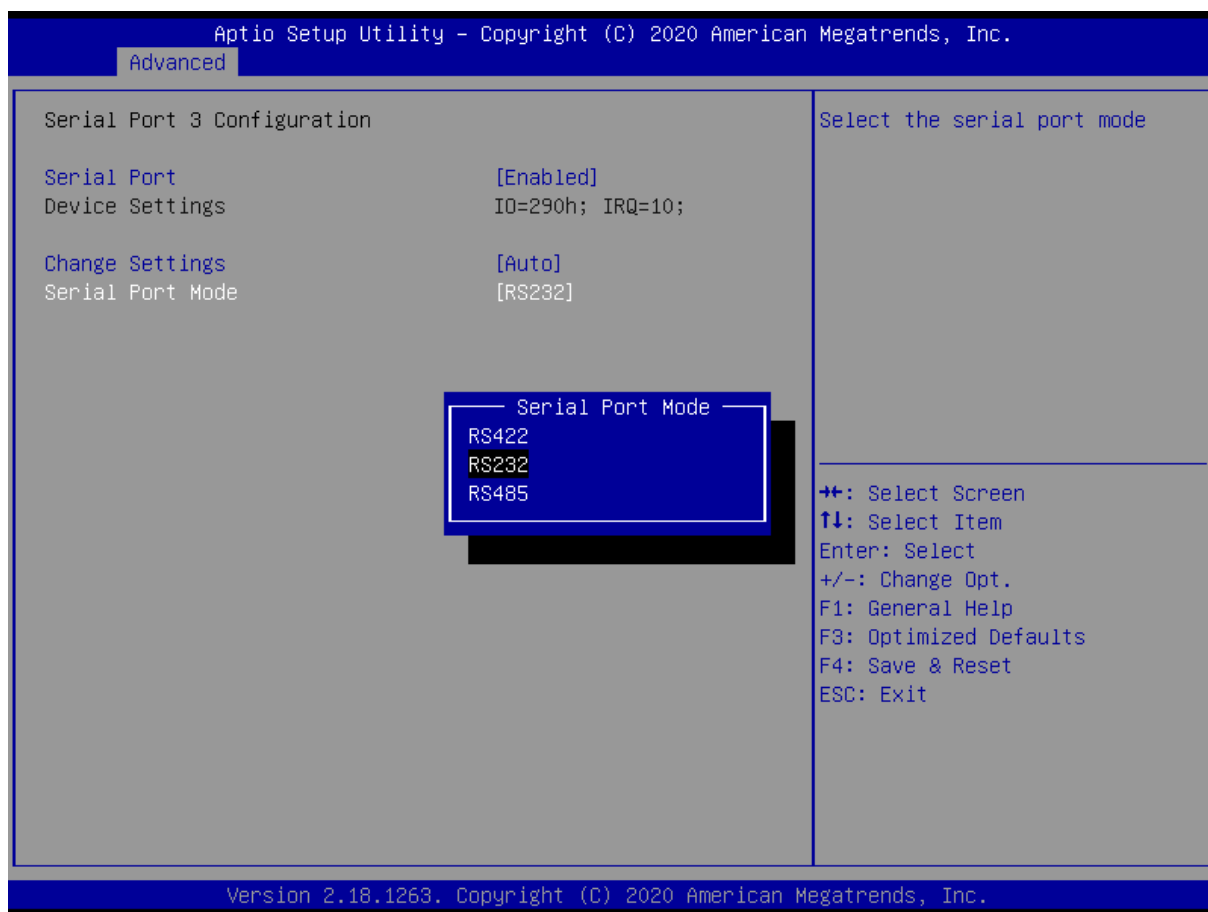 Aptio Setup Utility – Copyright (C) 2020 American Megatrends, Inc.
Advanced
Serial Port 3 Configuration
Serial Port [Enabled]
Device Settings IO=290h; IRQ=10;
Change Settings [Auto]
Serial Port Mode [RS232]
Serial Port Mode
RS422
RS232
RS485
Select the serial port mode
→←: Select Screen
↑↓: Select Item
Enter: Select
+/-: Change Opt.
F1: General Help
F3: Optimized Defaults
F4: Save & Reset
ESC: Exit
Version 2.18.1263. Copyright (C) 2020 American Megatrends, Inc.